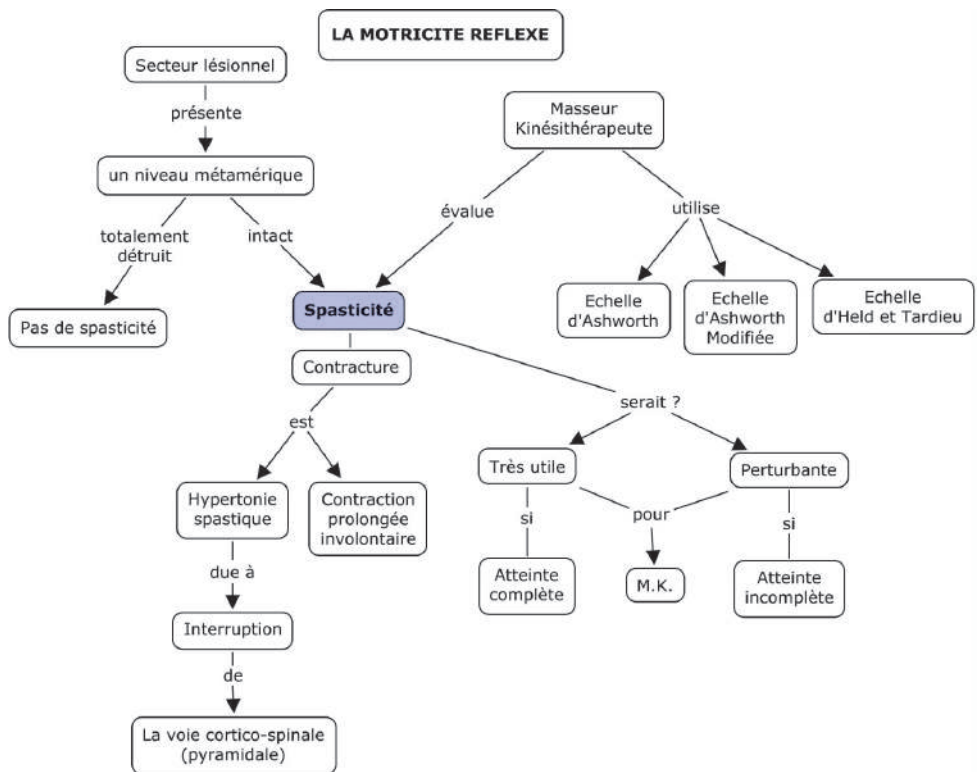 LA MOTRICITE REFLEXE
Secteur lésionnel
présente
un niveau métamérique
totalement
détruit
intact
Pas de spasticité
Masseur
Kinésithérapeute
évalue
utilise
Echelle
d'Ashworth
Echelle
d'Ashworth
Modifiée
Echelle
d'Held et Tardieu
Spasticité
Contracture
est
Hypertonie
spastique
Contraction
prolongée
involontaire
due à
Interruption
de
La voie cortico-spinale
(pyramidale)
serait ?
Très utile
Perturbante
si
pour
si
Atteinte
complète
M.K.
Atteinte
incomplète